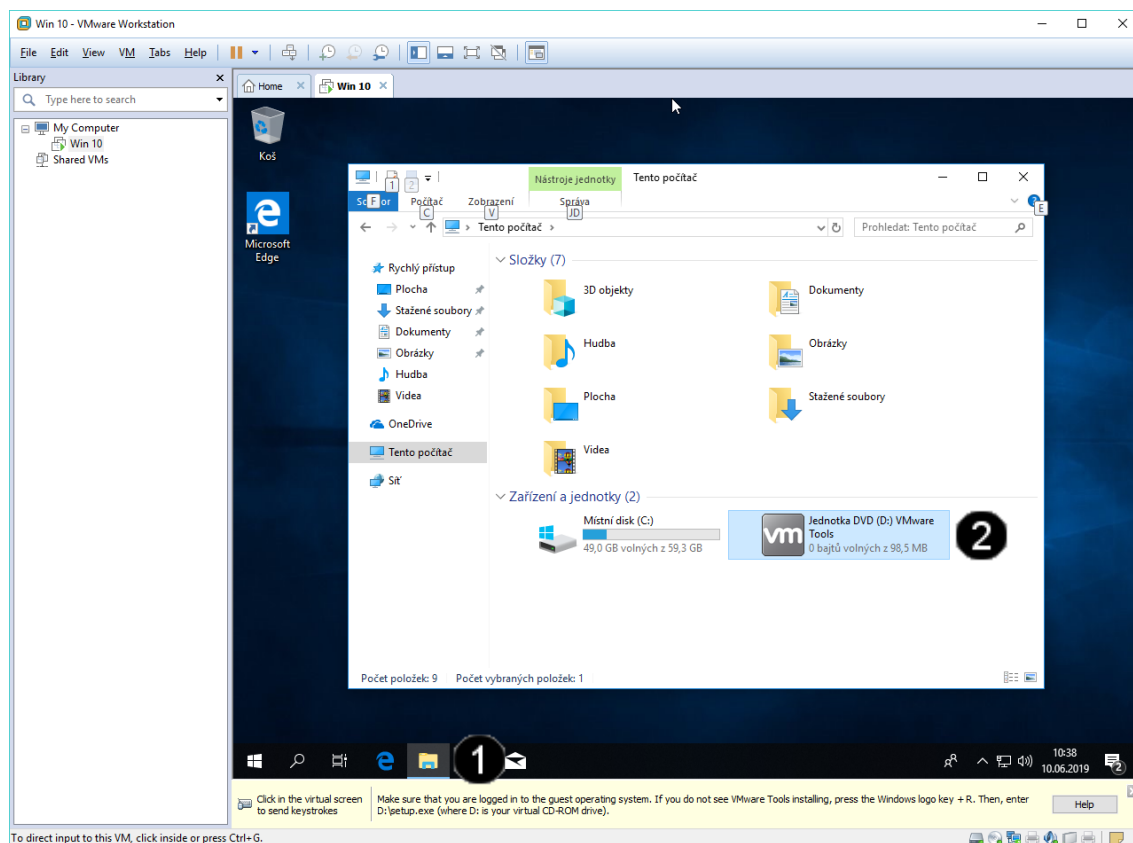 Win 10 - VMware Workstation
File Edit View VM Tabs Help
Library
Type here to search
My Computer
Win 10
Shared VMs
Home
Win 10
Koš
Microsoft
Edge
1 2
Nástroje jednotky Tento počítač
Počítač Zobrazení Správa
F C V JD E
Tento počítač
Prohledat: Tento počítač
Rychlý přístup
Plocha
Stažené soubory
Dokumenty
Obrázky
Hudba
Videa
OneDrive
Tento počítač
Síť
Složky (7)
3D objekty
Dokumenty
Hudba
Obrázky
Plocha
Stažené soubory
Videa
Zařízení a jednotky (2)
Místní disk (C:)
49,0 GB volných z 59,3 GB
vm
Jednotka DVD (D:) VMware
Tools
0 bajtů volných z 98,5 MB
2
Počet položek: 9 Počet vybraných položek: 1
1
10:38
10.06.2019
2
Click in the virtual screen
to send keystrokes
Make sure that you are logged in to the guest operating system. If you do not see VMware Tools installing, press the Windows logo key + R. Then, enter
D:\setup.exe (where D: is your virtual CD-ROM drive).
Help
To direct input to this VM, click inside or press Ctrl+G.